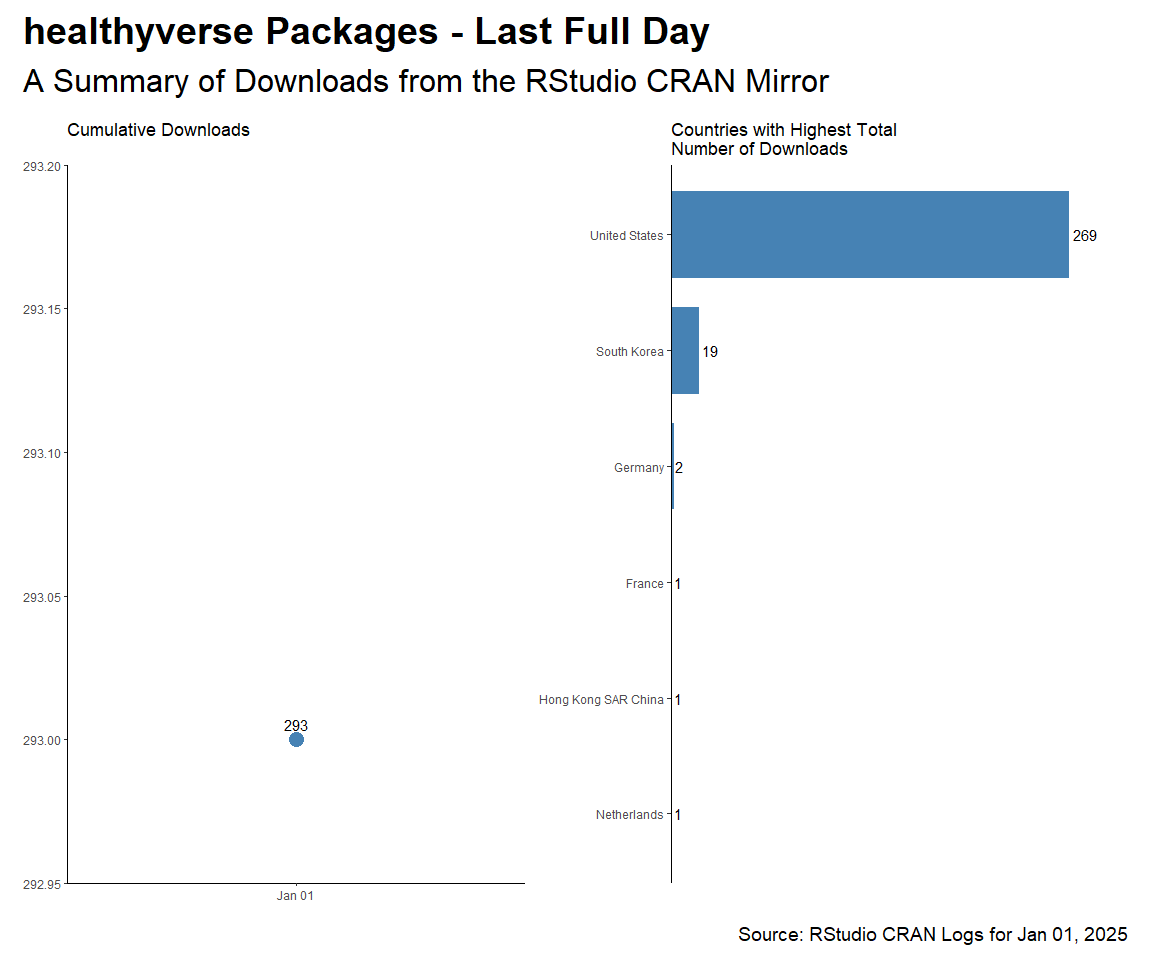 healthyverse Packages - Last Full Day
A Summary of Downloads from the RStudio CRAN Mirror
Cumulative Downloads
293.20
293.15
293.10
293.05
293.00
292.95
293
Jan 01
Countries with Highest Total
Number of Downloads
United States 269
South Korea 19
Germany 2
France 1
Hong Kong SAR China 1
Netherlands 1
Source: RStudio CRAN Logs for Jan 01, 2025